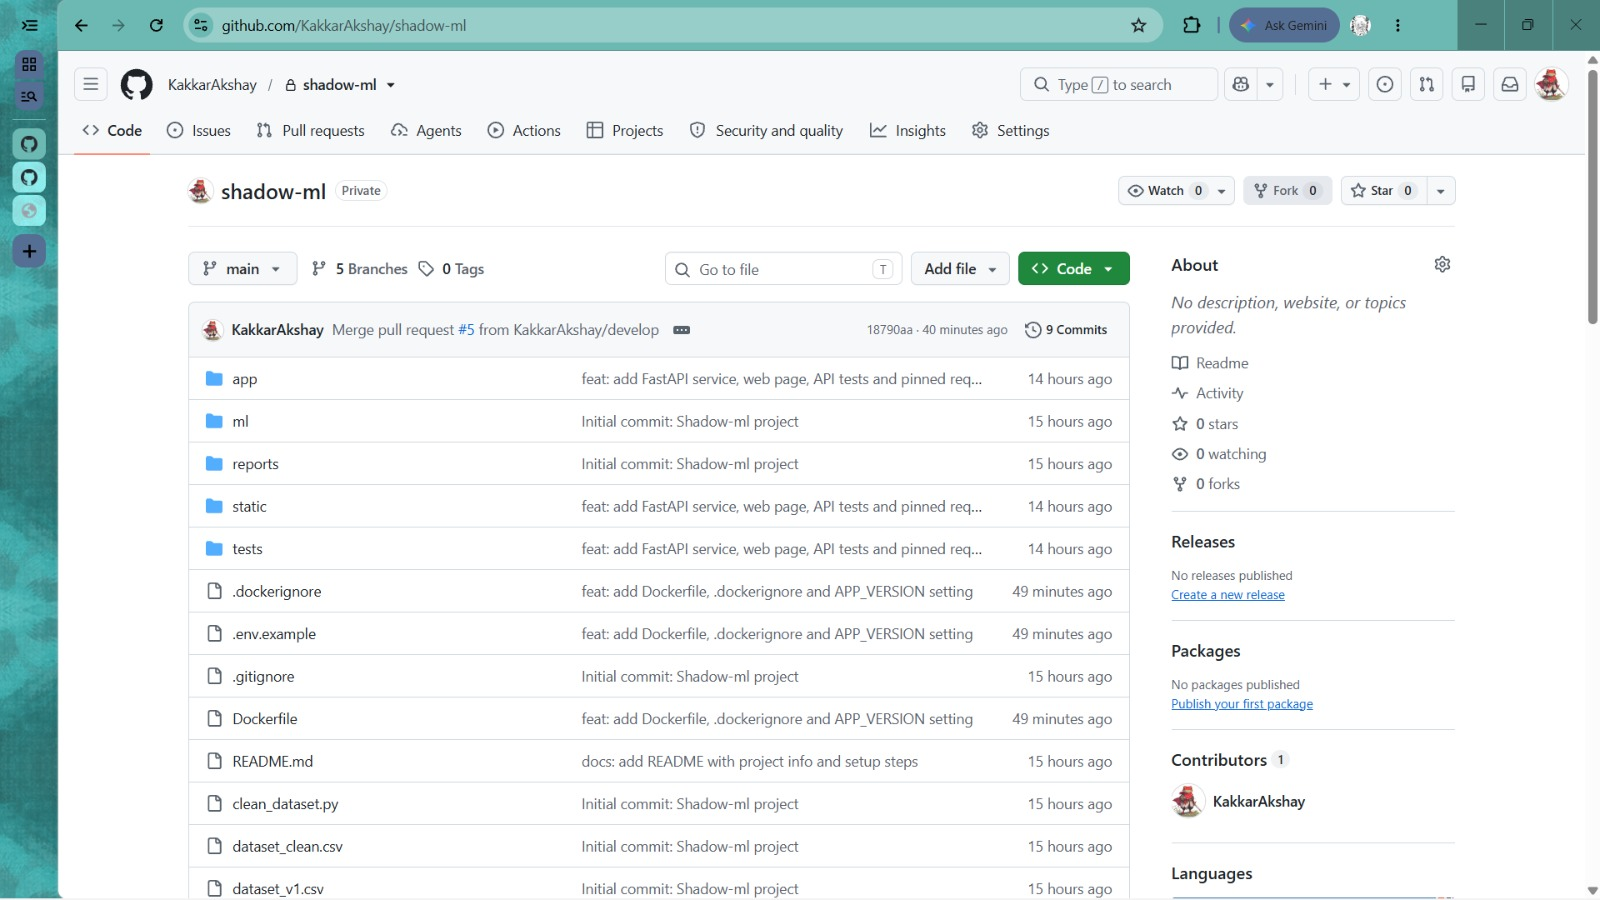 github.com/KakkarAkshay/shadow-ml
Ask Gemini
KakkarAkshay / shadow-ml
Type / to search
Code Issues Pull requests Agents Actions Projects Security and quality Insights Settings
shadow-ml Private
Watch 0 Fork 0 Star 0
main 5 Branches 0 Tags
Go to file T Add file Code
KakkarAkshay Merge pull request #5 from KakkarAkshay/develop 18790aa · 40 minutes ago 9 Commits
app feat: add FastAPI service, web page, API tests and pinned req... 14 hours ago
ml Initial commit: Shadow-ml project 15 hours ago
reports Initial commit: Shadow-ml project 15 hours ago
static feat: add FastAPI service, web page, API tests and pinned req... 14 hours ago
tests feat: add FastAPI service, web page, API tests and pinned req... 14 hours ago
.dockerignore feat: add Dockerfile, .dockerignore and APP_VERSION setting 49 minutes ago
.env.example feat: add Dockerfile, .dockerignore and APP_VERSION setting 49 minutes ago
.gitignore Initial commit: Shadow-ml project 15 hours ago
Dockerfile feat: add Dockerfile, .dockerignore and APP_VERSION setting 49 minutes ago
README.md docs: add README with project info and setup steps 15 hours ago
clean_dataset.py Initial commit: Shadow-ml project 15 hours ago
dataset_clean.csv Initial commit: Shadow-ml project 15 hours ago
dataset_v1.csv Initial commit: Shadow-ml project 15 hours ago
About
No description, website, or topics
provided.
Readme
Activity
0 stars
0 watching
0 forks
Releases
No releases published
Create a new release
Packages
No packages published
Publish your first package
Contributors 1
KakkarAkshay
Languages